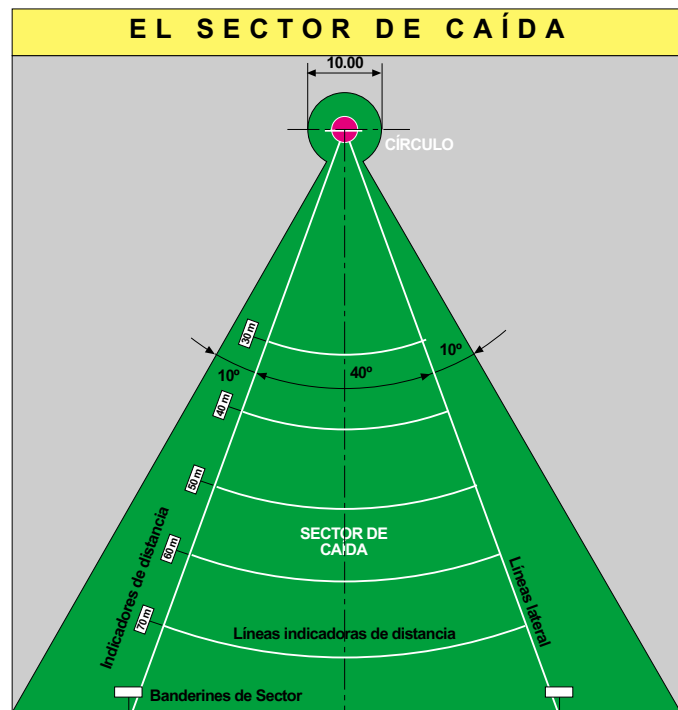 EL SECTOR DE CAÍDA
10.00
CÍRCULO
30 m
10º
40º
10º
40 m
50 m
SECTOR DE
CAIDA
60 m
Indicadores de distancia
Líneas lateral
70 m
Líneas indicadoras de distancia
Banderines de Sector